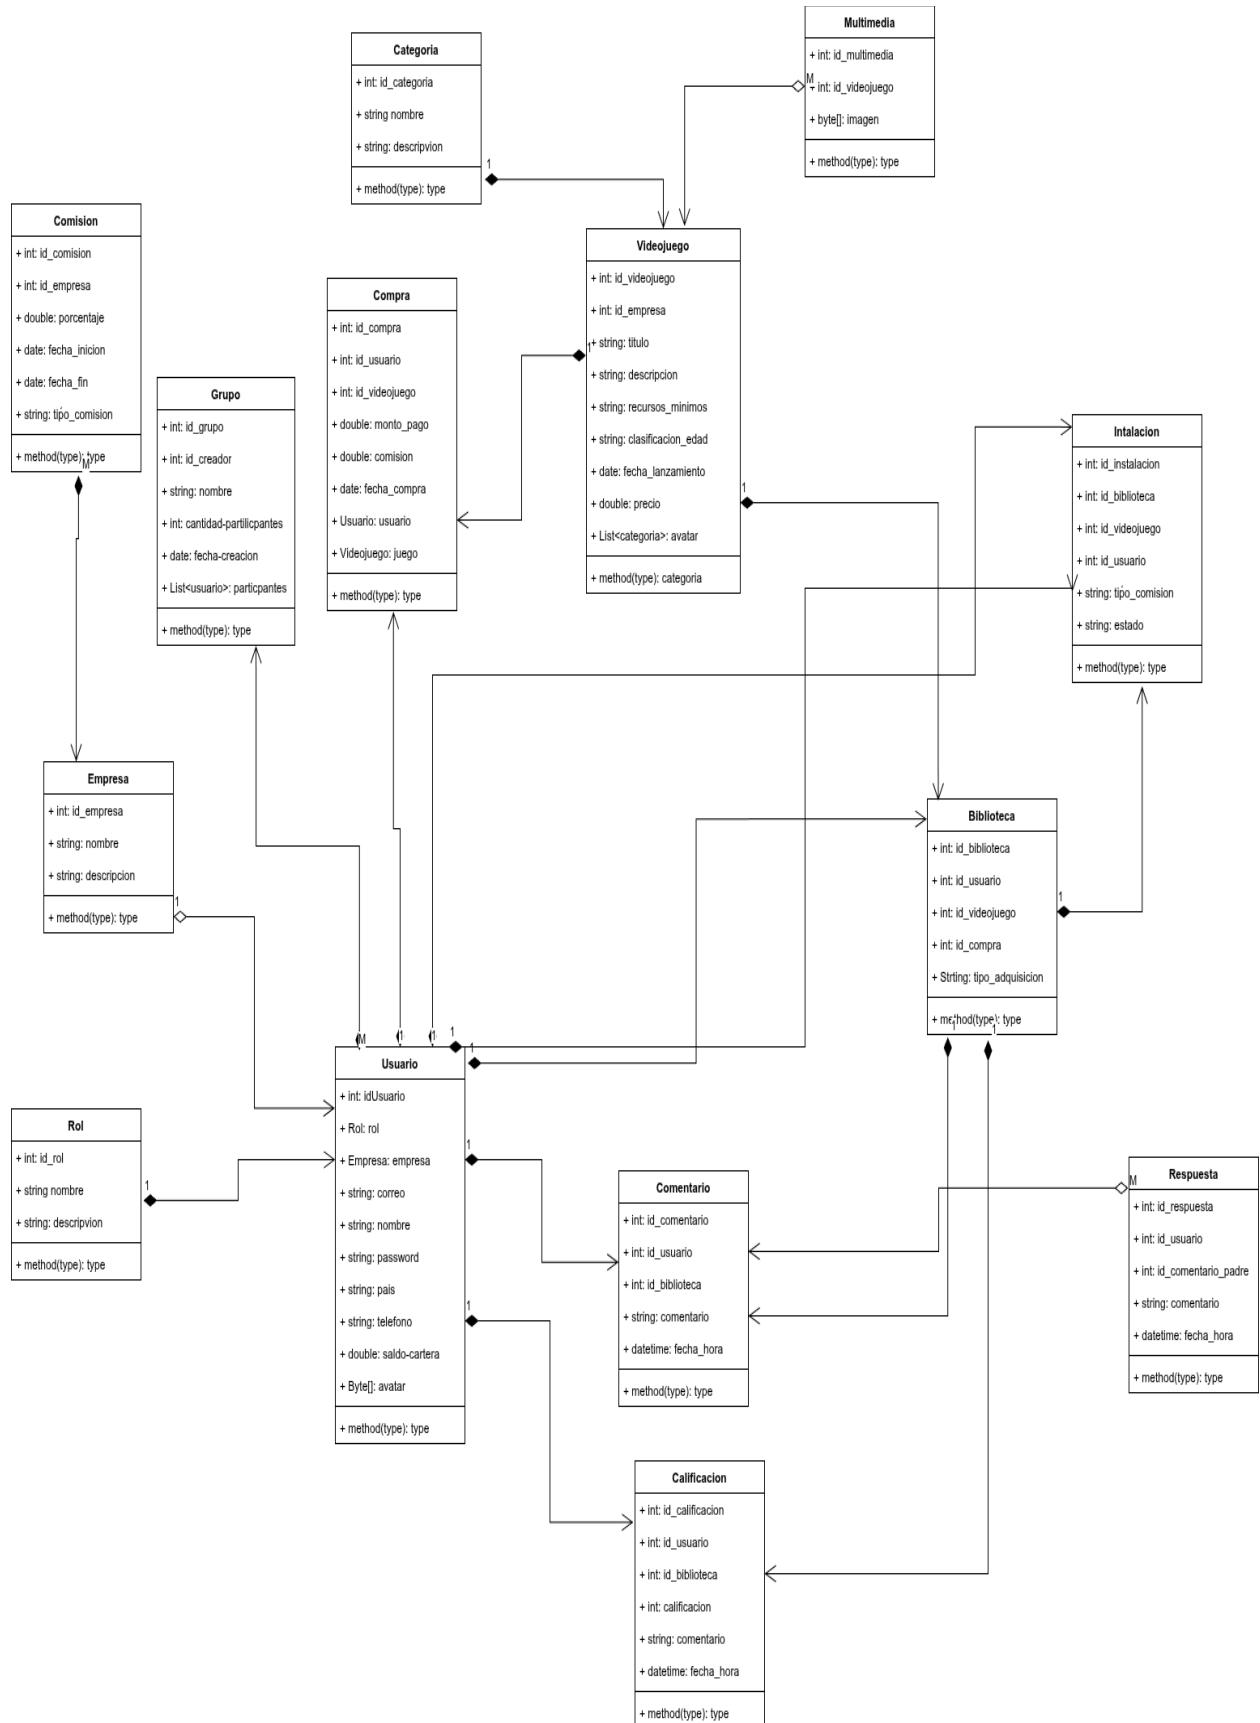 Multimedia
+ int: id_multimedia
+ int: id_videojuego
+ byte[]: imagen
+ method(type): type
M
Categoria
+ int: id_categoria
+ string nombre
+ string: descripvion
+ method(type): type
1
Comision
+ int: id_comision
+ int: id_empresa
+ double: porcentaje
+ date: fecha_inicion
+ date: fecha_fin
+ string: tipo_comision
+ method(type): type
M
Videojuego
+ int: id_videojuego
+ int: id_empresa
+ string: titulo
+ string: descripcion
+ string: recursos_minimos
+ string: clasificacion_edad
+ date: fecha_lanzamiento
+ double: precio
+ List<categoria>: avatar
+ method(type): categoria
1
1
Compra
+ int: id_compra
+ int: id_usuario
+ int: id_videojuego
+ double: monto_pago
+ double: comision
+ date: fecha_compra
+ Usuario: usuario
+ Videojuego: juego
+ method(type): type
Grupo
+ int: id_grupo
+ int: id_creador
+ string: nombre
+ int: cantidad-partilicpantes
+ date: fecha-creacion
+ List<usuario>: particpantes
+ method(type): type
Intalacion
+ int: id_instalacion
+ int: id_biblioteca
+ int: id_videojuego
+ int: id_usuario
+ string: tipo_comision
+ string: estado
+ method(type): type
Empresa
+ int: id_empresa
+ string: nombre
+ string: descripcion
+ method(type): type
1
Biblioteca
+ int: id_biblioteca
+ int: id_usuario
+ int: id_videojuego
+ int: id_compra
+ Strting: tipo_adquisicion
+ method(type): type
1
1
1
Usuario
+ int: idUsuario
+ Rol: rol
+ Empresa: empresa
+ string: correo
+ string: nombre
+ string: password
+ string: pais
+ string: telefono
+ double: saldo-cartera
+ Byte[]: avatar
+ method(type): type
M
1
1
1
1
1
1
Rol
+ int: id_rol
+ string nombre
+ string: descripvion
+ method(type): type
1
Comentario
+ int: id_comentario
+ int: id_usuario
+ int: id_biblioteca
+ string: comentario
+ datetime: fecha_hora
+ method(type): type
Respuesta
+ int: id_respuesta
+ int: id_usuario
+ int: id_comentario_padre
+ string: comentario
+ datetime: fecha_hora
+ method(type): type
M
Calificacion
+ int: id_calificacion
+ int: id_usuario
+ int: id_biblioteca
+ int: calificacion
+ string: comentario
+ datetime: fecha_hora
+ method(type): type